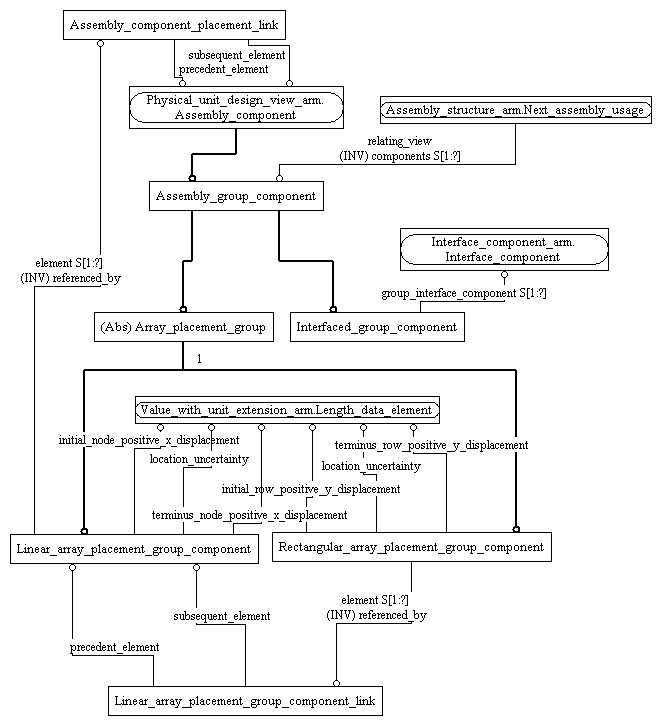 Assembly_component_placement_link
subsequent_element
precedent_element
Physical_unit_design_view_arm.
Assembly_component
Assembly_structure_arm.Next_assembly_usage
relating_view
(INV) components S[1:?]
Assembly_group_component
Interface_component_arm.
Interface_component
element S[1:?]
(INV) referenced_by
group_interface_component S[1:?]
(Abs) Array_placement_group
Interfaced_group_component
1
Value_with_unit_extension_arm.Length_data_element
initial_node_positive_x_displacement
terminus_row_positive_y_displacement
location_uncertainty
location_uncertainty
initial_row_positive_y_displacement
terminus_node_positive_x_displacement
Linear_array_placement_group_component
Rectangular_array_placement_group_component
element S[1:?]
(INV) referenced_by
subsequent_element
precedent_element
Linear_array_placement_group_component_link